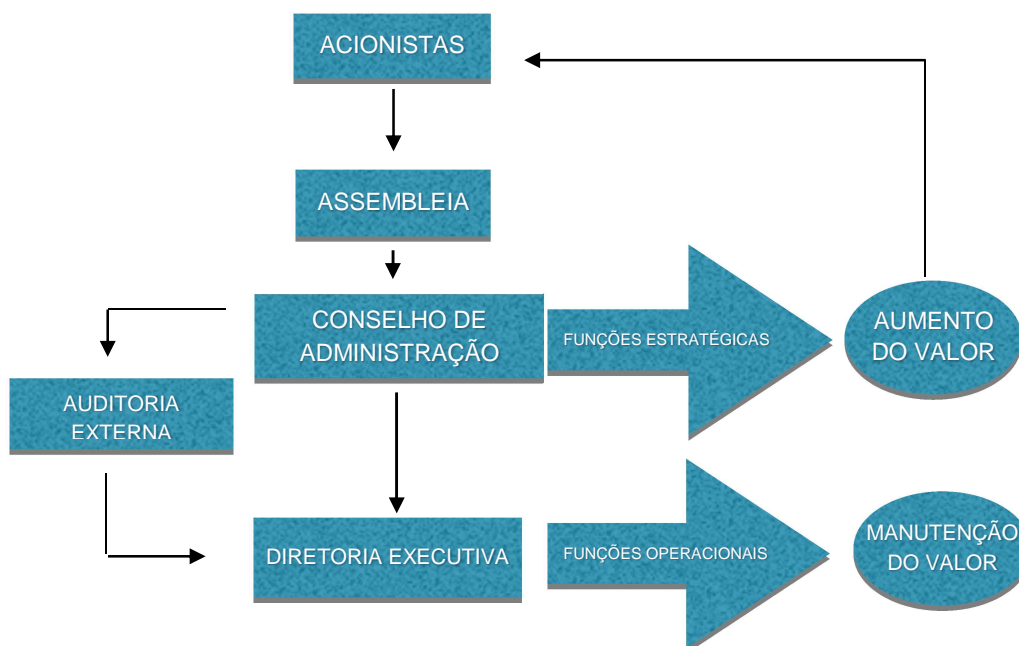 ACIONISTAS
ASSEMBLEIA
CONSELHO DE
ADMINISTRAÇÃO
FUNÇÕES ESTRATÉGICAS
AUMENTO
DO VALOR
AUDITORIA
EXTERNA
DIRETORIA EXECUTIVA
FUNÇÕES OPERACIONAIS
MANUTENÇÃO
DO VALOR